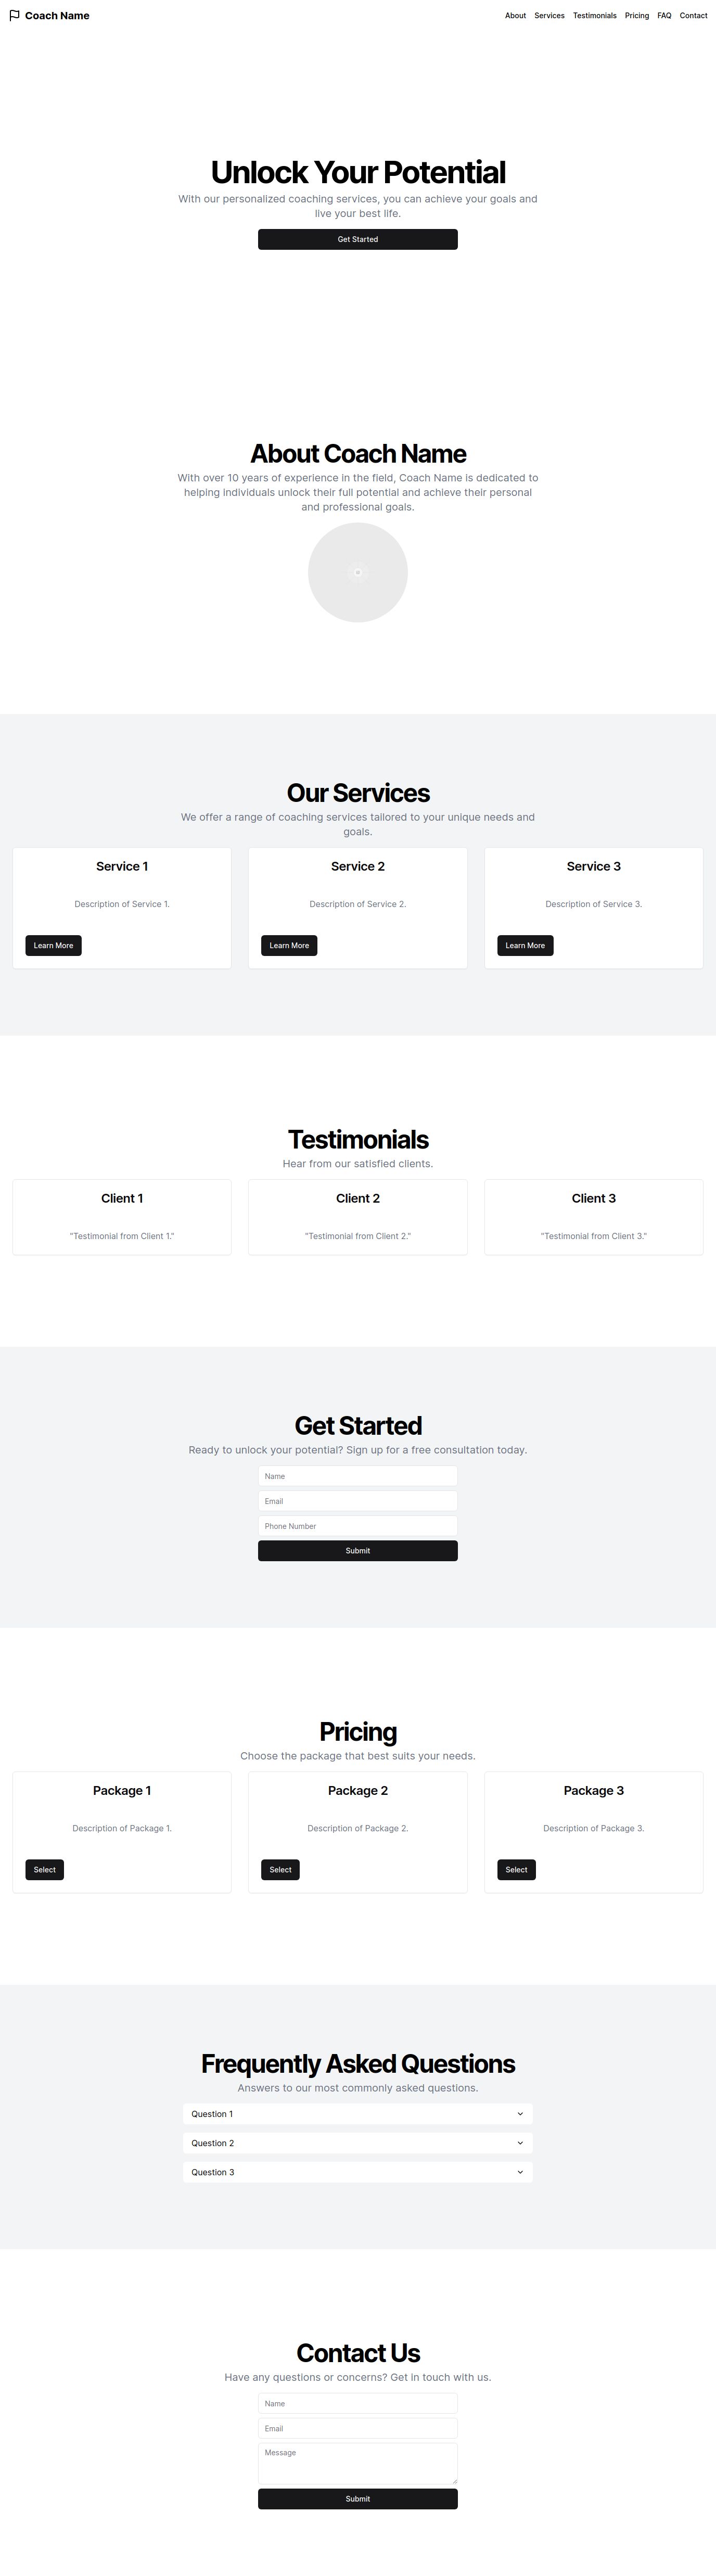 Coach Name
About Services Testimonials Pricing FAQ Contact
Unlock Your Potential
With our personalized coaching services, you can achieve your goals and
live your best life.
Get Started
About Coach Name
With over 10 years of experience in the field, Coach Name is dedicated to
helping individuals unlock their full potential and achieve their personal
and professional goals.
Our Services
We offer a range of coaching services tailored to your unique needs and
goals.
Service 1
Description of Service 1.
Learn More
Service 2
Description of Service 2.
Learn More
Service 3
Description of Service 3.
Learn More
Testimonials
Hear from our satisfied clients.
Client 1
"Testimonial from Client 1."
Client 2
"Testimonial from Client 2."
Client 3
"Testimonial from Client 3."
Get Started
Ready to unlock your potential? Sign up for a free consultation today.
Name
Email
Phone Number
Submit
Pricing
Choose the package that best suits your needs.
Package 1
Description of Package 1.
Select
Package 2
Description of Package 2.
Select
Package 3
Description of Package 3.
Select
Frequently Asked Questions
Answers to our most commonly asked questions.
Question 1
Question 2
Question 3
Contact Us
Have any questions or concerns? Get in touch with us.
Name
Email
Message
Submit